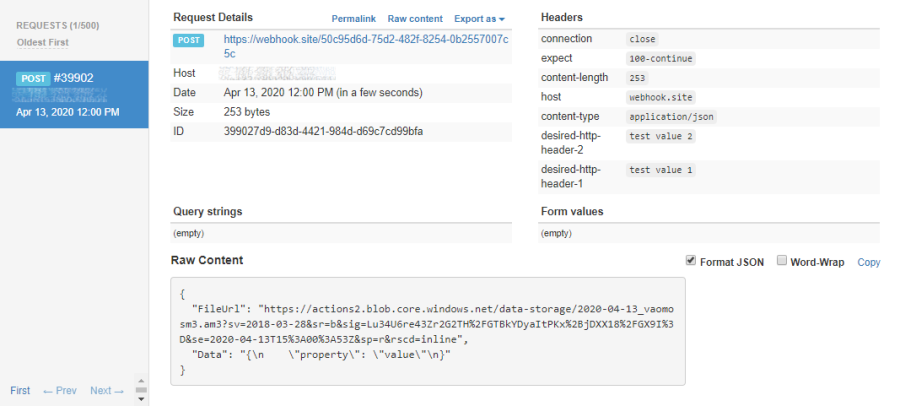 REQUESTS (1/500)
Oldest First
POST #39902
Apr 13, 2020 12:00 PM
First ← Prev Next →
Request Details Permalink Raw content Export as
POST https://webhook.site/50c95d6d-75d2-482f-8254-0b2557007c
5c
Host
Date Apr 13, 2020 12:00 PM (in a few seconds)
Size 253 bytes
ID 399027d9-d83d-4421-984d-d69c7cd99bfa
Headers
connection close
expect 100-continue
content-length 253
host webhook.site
content-type application/json
desired-http-
header-2 test value 2
desired-http-
header-1 test value 1
Query strings
(empty)
Form values
(empty)
Raw Content Format JSON Word-Wrap Copy
{
"FileUrl": "https://actions2.blob.core.windows.net/data-storage/2020-04-13_vaomo
sm3.am3?sv=2018-03-28&sr=b&sig=Lu34U6re43Zr2G2TH%2FGTBkYDyaItPKx%2BjDXX18%2FGX9I%3
D&se=2020-04-13T15%3A00%3A53Z&sp=r&rscd=inline",
"Data": "{\n    \"property\": \"value\"\n}"
}